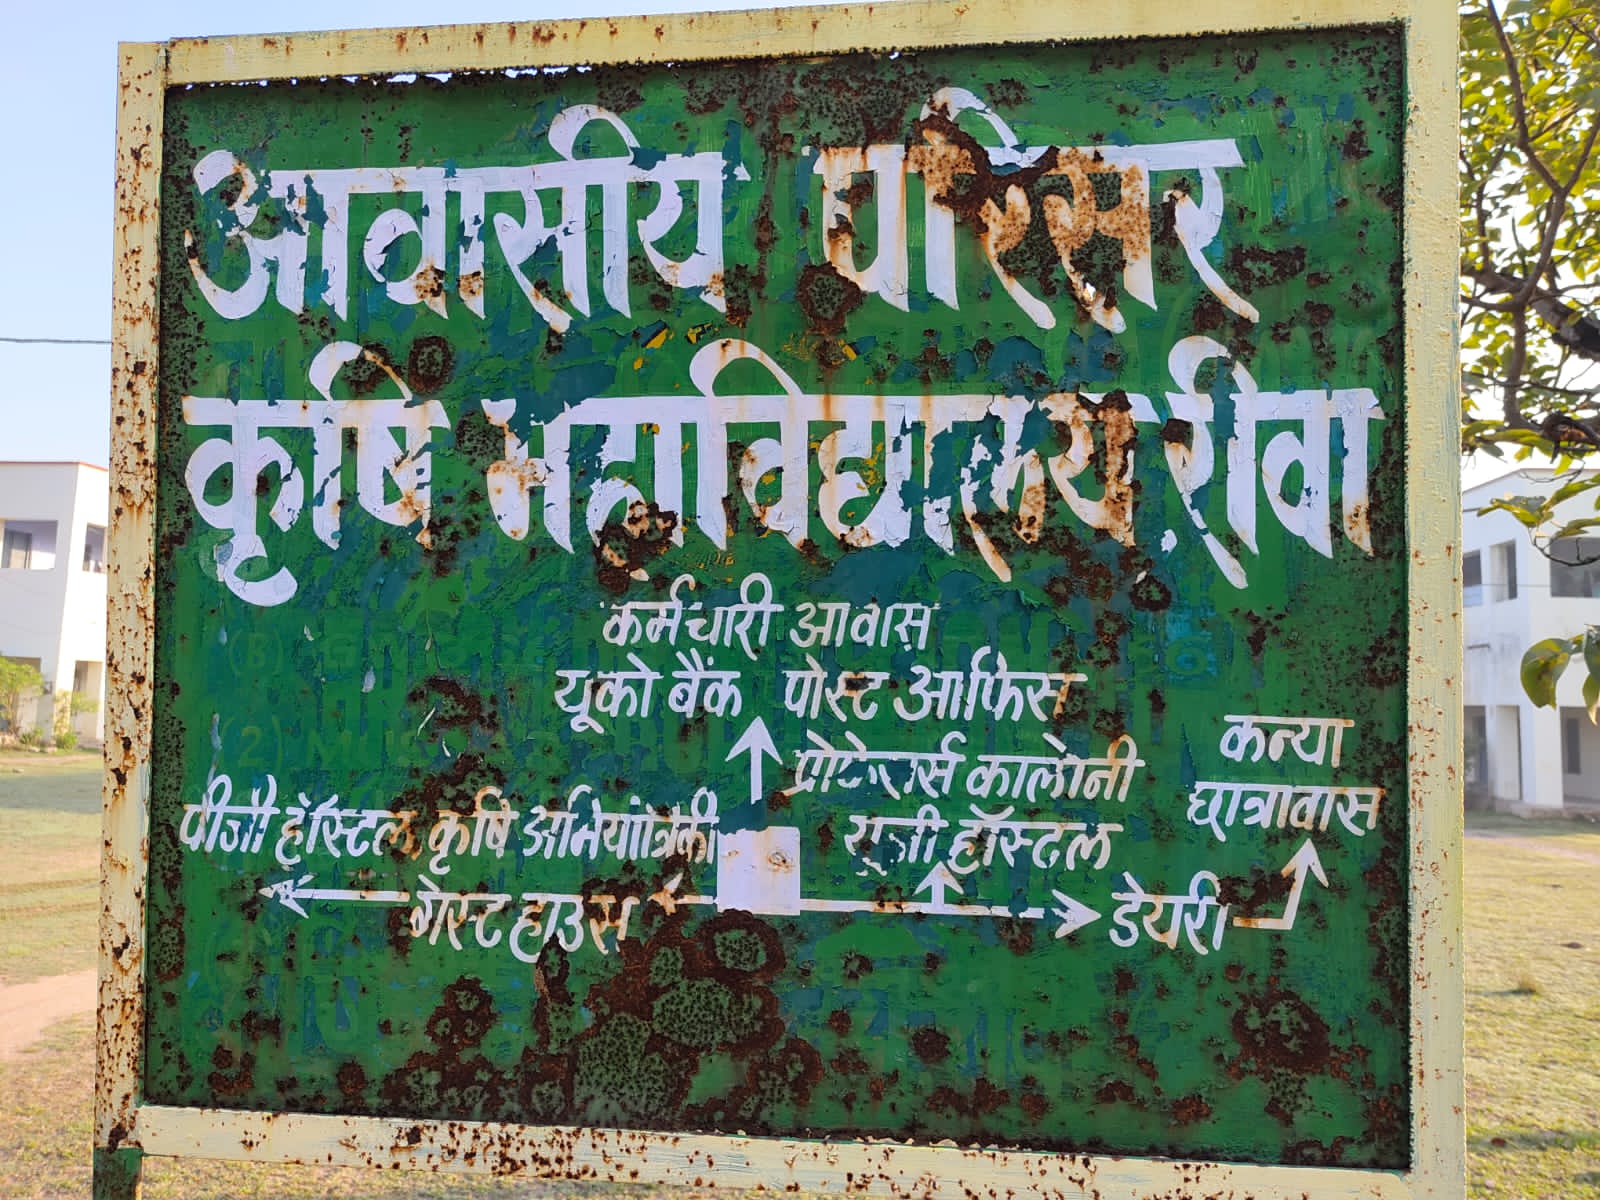 आवासीय परिसर
कृषि महाविद्यालय रीवा
कर्मचारी आवास
यूको बैंक पोस्ट आफिस
प्रोफेसर्स कालोनी
कन्या
छात्रावास
पीजी हॉस्टल कृषि अभियांत्रिकी
यूजी हॉस्टल
गेस्ट हाउस
डेयरी